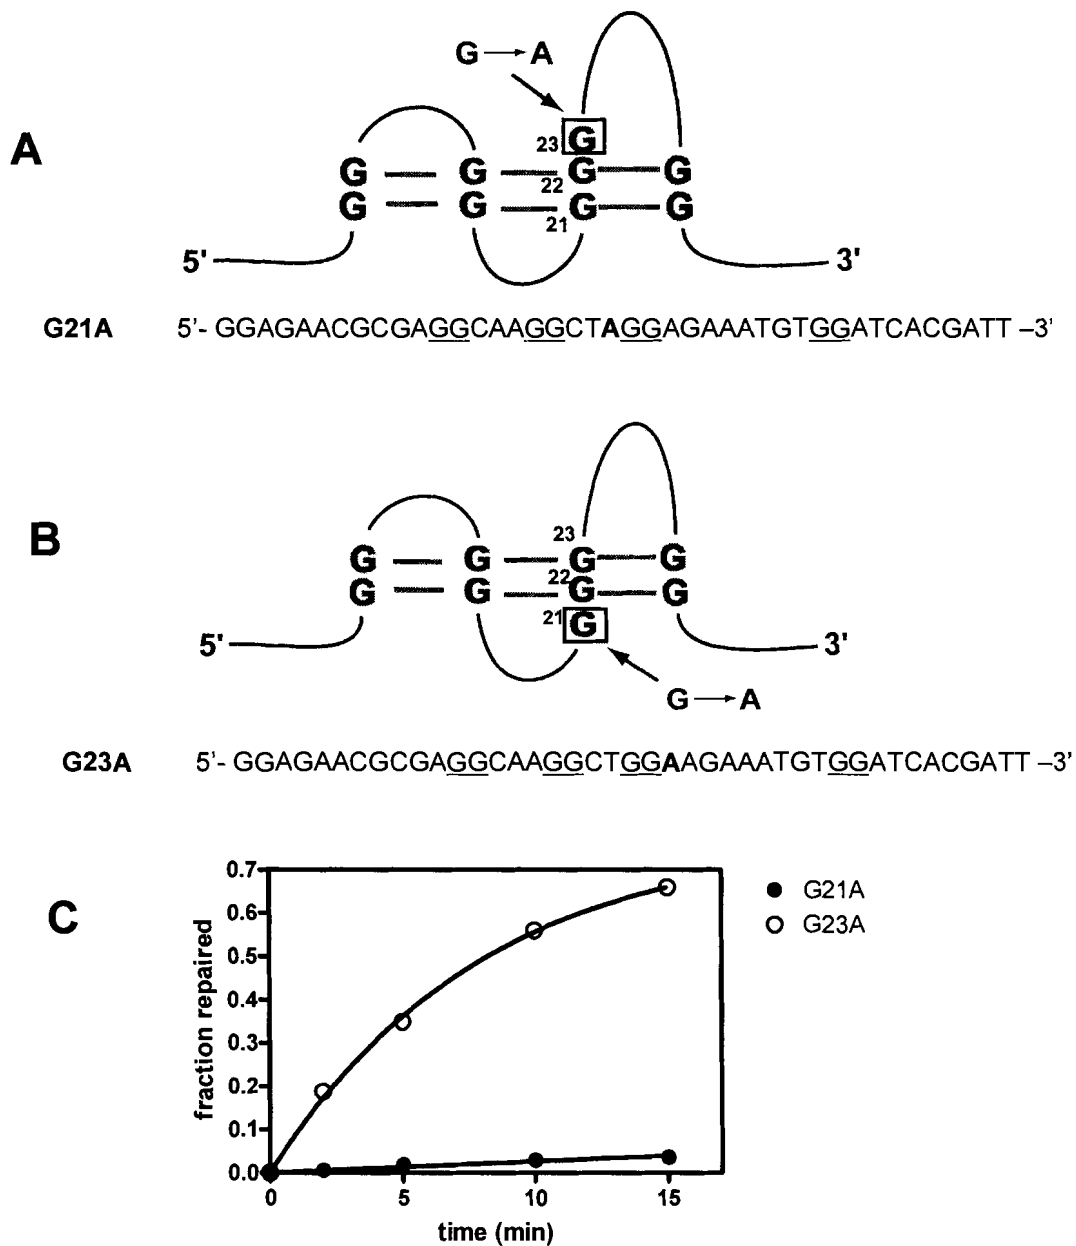 G → A
A
G
23
G G G G
22
G G G G
21
5' 3'
G21A 5'- GGAGAACGCGAGGCAAGGCTAGGAGAAATGTGGATCACGATT –3'
B
23
G G G G
22
G G G G
21
G
5' 3'
G → A
G23A 5'- GGAGAACGCGAGGCAAGGCTGGAAGAAATGTGGATCACGATT –3'
C
fraction repaired
0.7
0.6
0.5
0.4
0.3
0.2
0.1
0.0
0 5 10 15
time (min)
G21A
G23A